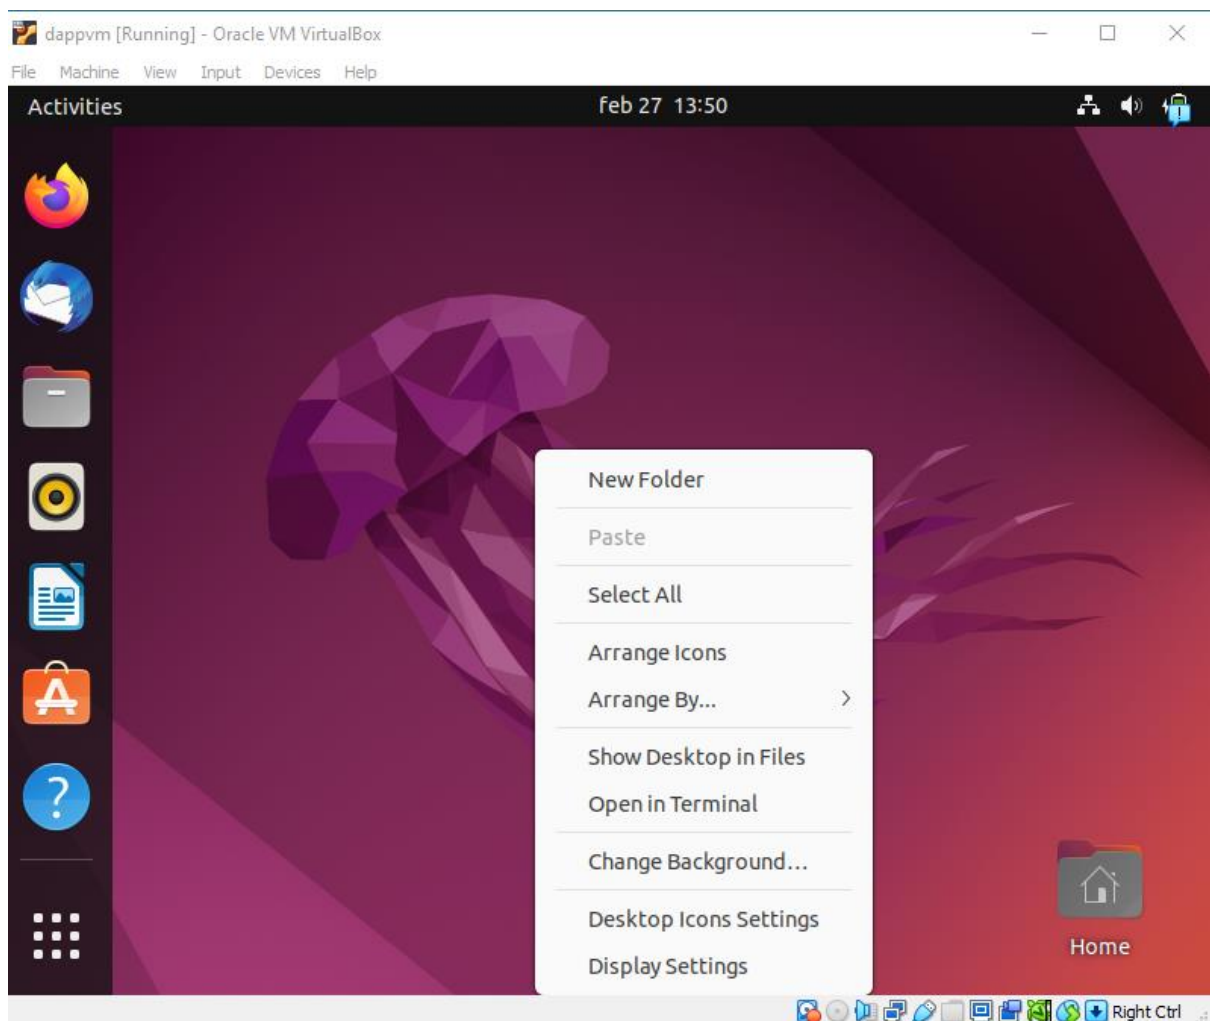 dappvm [Running] - Oracle VM VirtualBox
File Machine View Input Devices Help
Activities feb 27 13:50
New Folder
Paste
Select All
Arrange Icons
Arrange By...
Show Desktop in Files
Open in Terminal
Change Background...
Desktop Icons Settings
Display Settings
Home
Right Ctrl